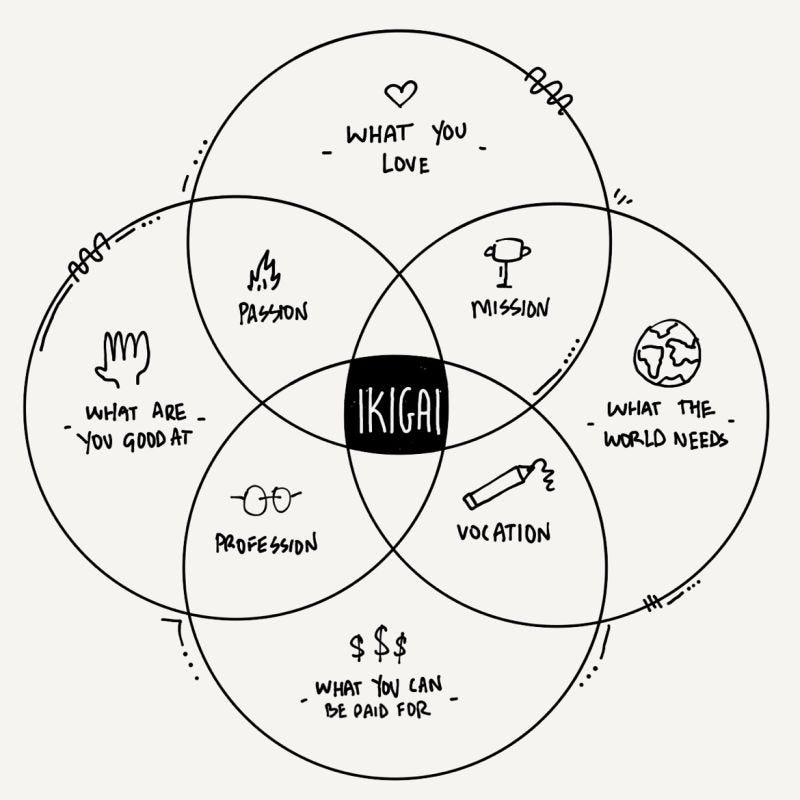 WHAT YOU
LOVE
PASSION
MISSION
WHAT ARE
YOU GOOD AT
IKIGAI
WHAT THE
WORLD NEEDS
PROFESSION
VOCATION
$ $ $
WHAT YOU CAN
BE PAID FOR